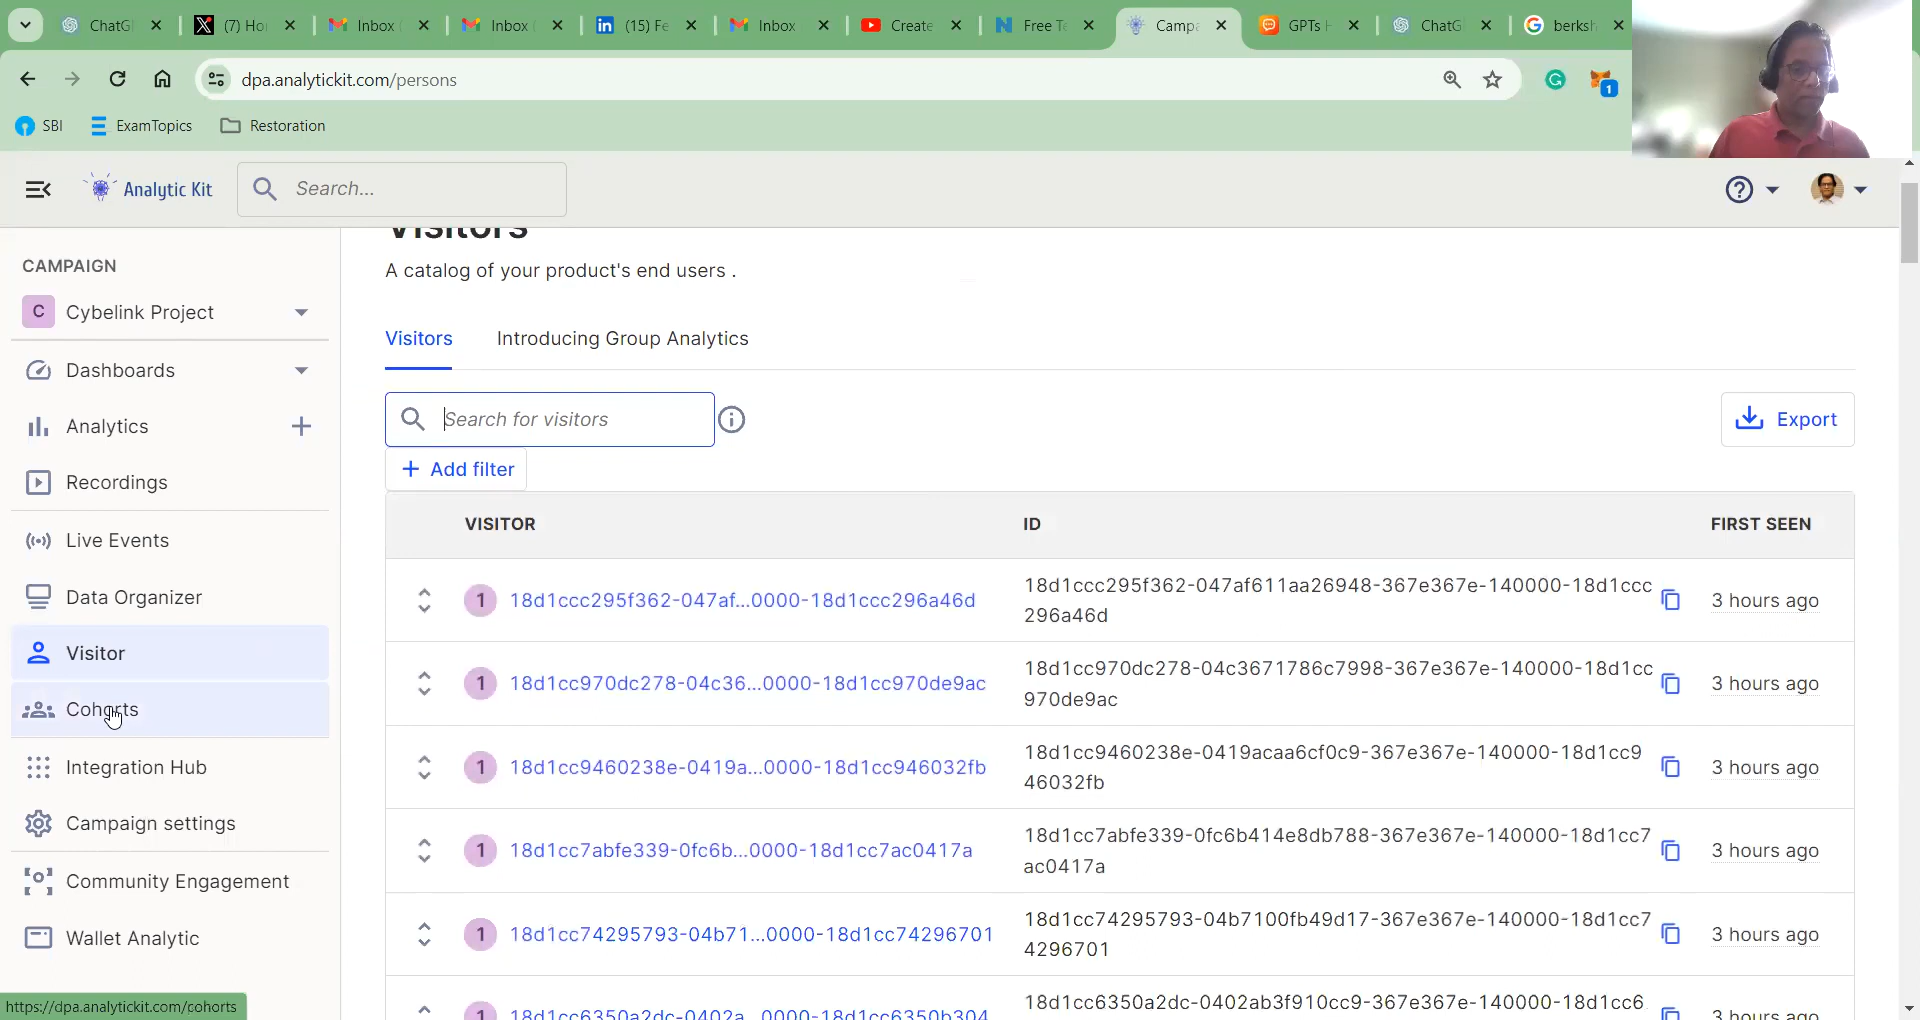 ChatG
(7) Ho
Inbox
Inbox
(15) Fe
Inbox
Create
Free Te
Campa
GPTs H
ChatG
berksh
dpa.analytickit.com/persons
1
SBI
ExamTopics
Restoration
Analytic Kit
Search...
CAMPAIGN
C Cybelink Project
Dashboards
Analytics
Recordings
Live Events
Data Organizer
Visitor
Cohorts
Integration Hub
Campaign settings
Community Engagement
Wallet Analytic
https://dpa.analytickit.com/cohorts
Visitors
A catalog of your product's end users .
Visitors Introducing Group Analytics
Search for visitors
Export
+ Add filter
VISITOR ID FIRST SEEN
1 18d1ccc295f362-047af...0000-18d1ccc296a46d 18d1ccc295f362-047af611aa26948-367e367e-140000-18d1ccc 3 hours ago
296a46d
1 18d1cc970dc278-04c36...0000-18d1cc970de9ac 18d1cc970dc278-04c3671786c7998-367e367e-140000-18d1cc 3 hours ago
970de9ac
1 18d1cc9460238e-0419a...0000-18d1cc946032fb 18d1cc9460238e-0419acaa6cf0c9-367e367e-140000-18d1cc9 3 hours ago
46032fb
1 18d1cc7abfe339-0fc6b...0000-18d1cc7ac0417a 18d1cc7abfe339-0fc6b414e8db788-367e367e-140000-18d1cc7 3 hours ago
ac0417a
1 18d1cc74295793-04b71...0000-18d1cc74296701 18d1cc74295793-04b7100fb49d17-367e367e-140000-18d1cc7 3 hours ago
4296701
1 18d1cc6350a2dc-0402a...0000-18d1cc6350b304 18d1cc6350a2dc-0402ab3f910cc9-367e367e-140000-18d1cc6 3 hours ago